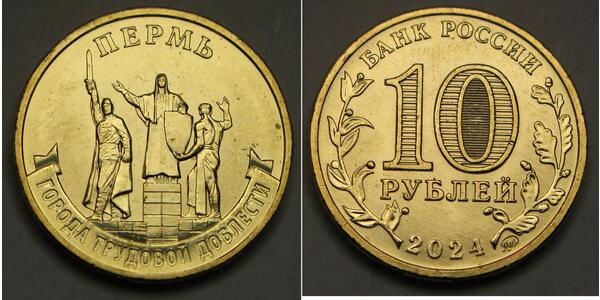 ПЕРМЬ
ГОРОДА ТРУДОВОЙ ДОБЛЕСТИ
БАНК РОССИИ
10
РУБЛЕЙ
2024